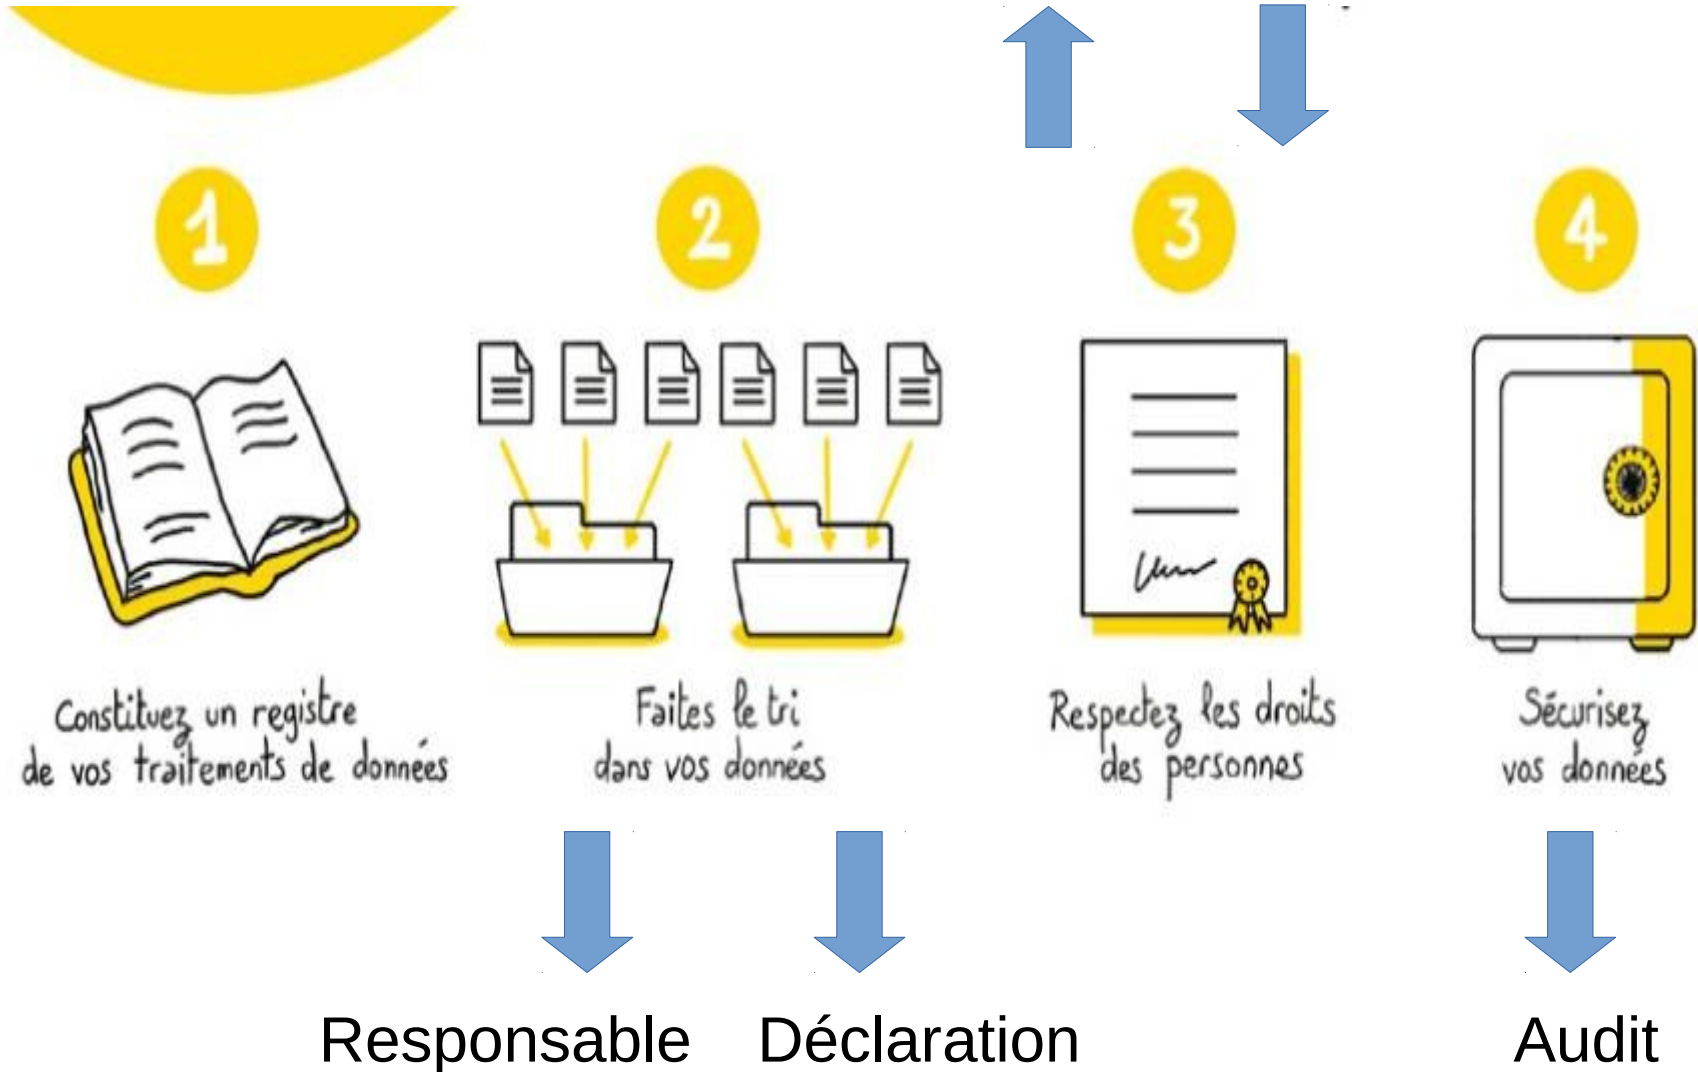 1
2
3
4
Constituez un registre
de vos traitements de données
Faites le tri
dans vos données
Respectez les droits
des personnes
Sécurisez
vos données
Responsable
Déclaration
Audit